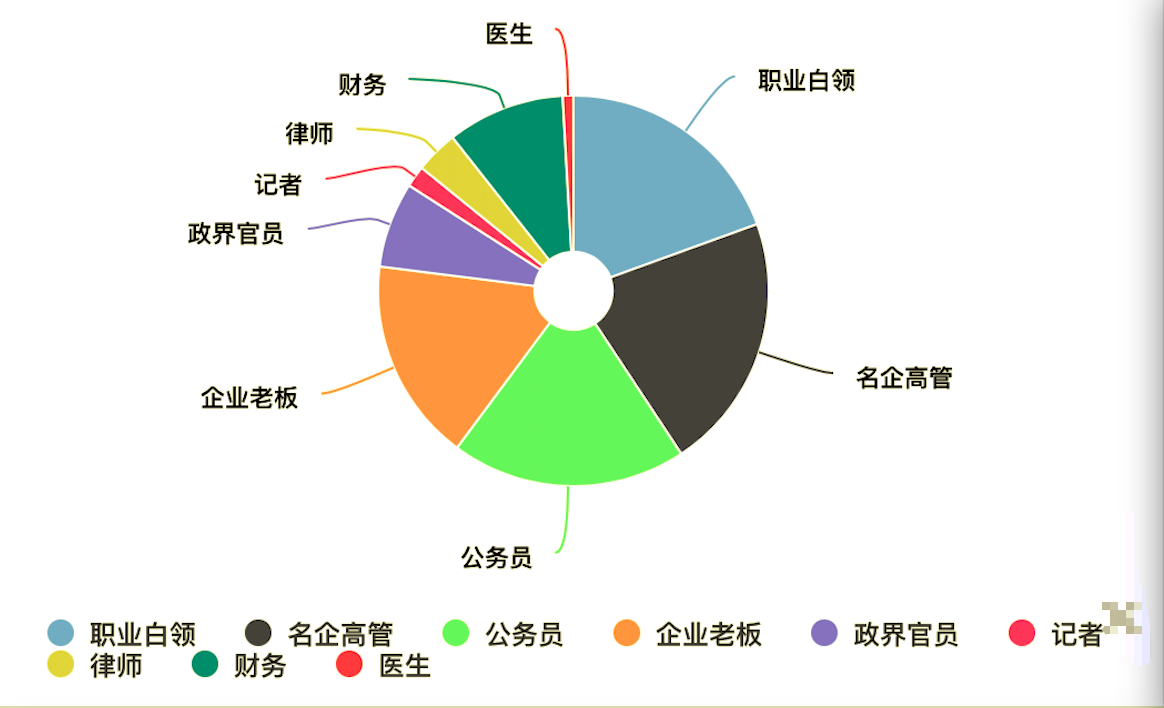 医生
职业白领
财务
律师
记者
政界官员
名企高管
企业老板
公务员
职业白领 名企高管 公务员 企业老板 政界官员 记者
律师 财务 医生